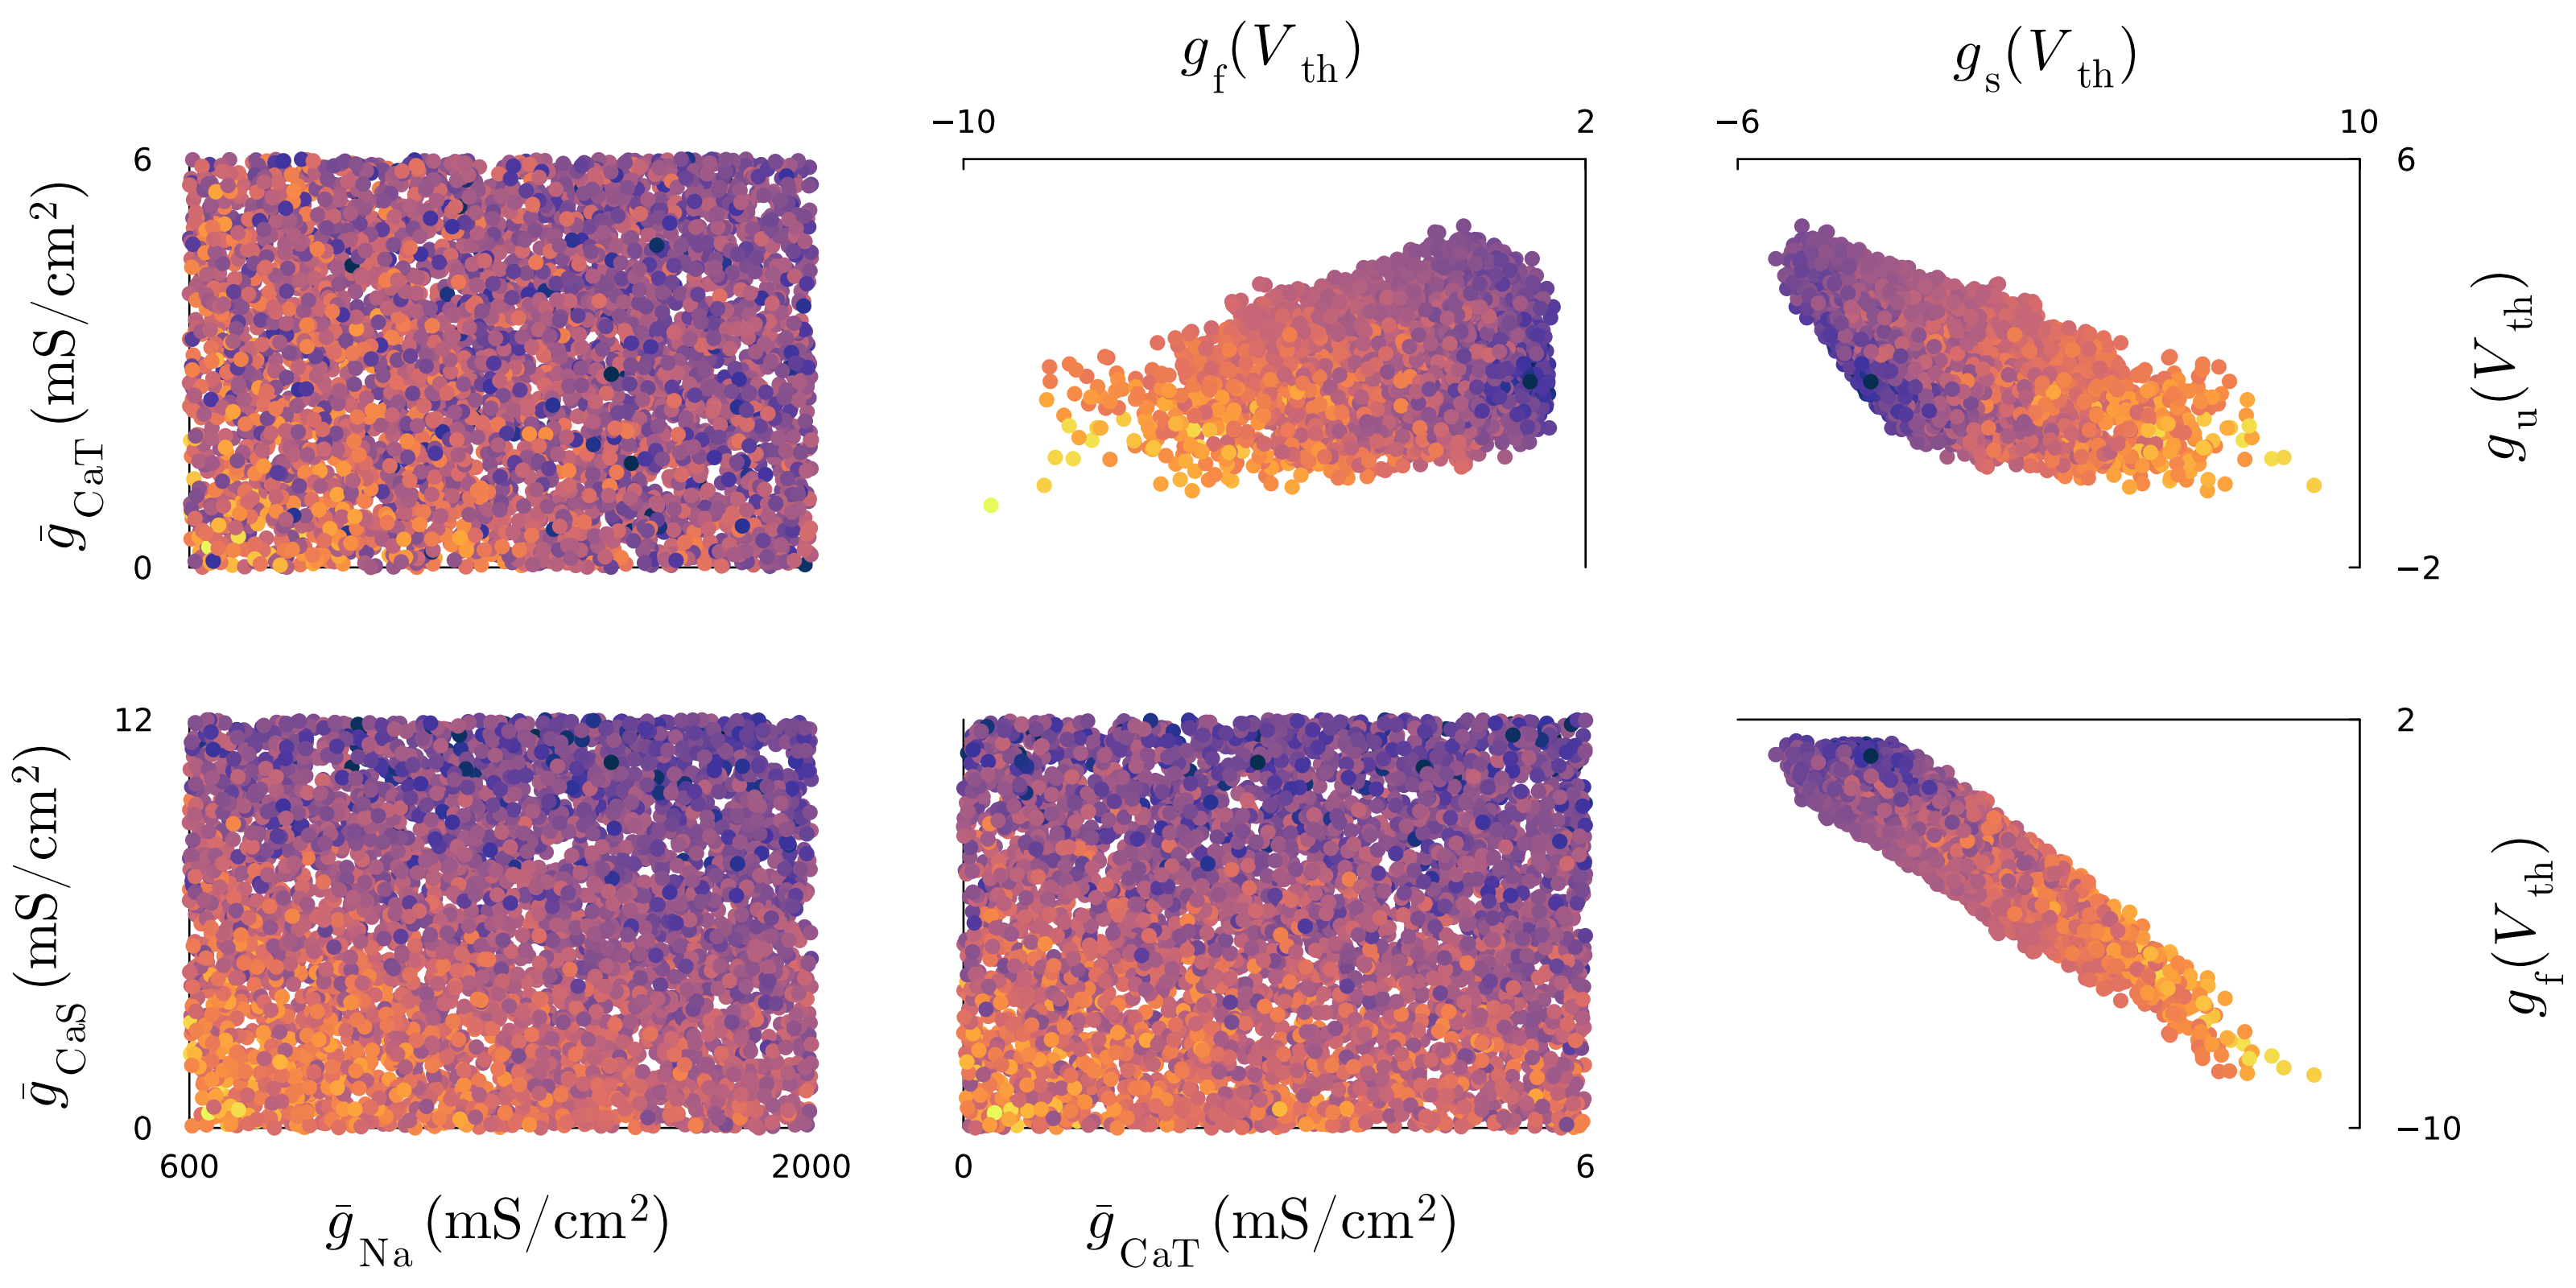 g_f(V_th)
g_s(V_th)
−10
2
−6
10
6
0
ḡ_CaT (mS/cm²)
6
−2
g_u(V_th)
12
0
ḡ_CaS (mS/cm²)
2
−10
g_f(V_th)
600
2000
0
6
ḡ_Na (mS/cm²)
ḡ_CaT (mS/cm²)